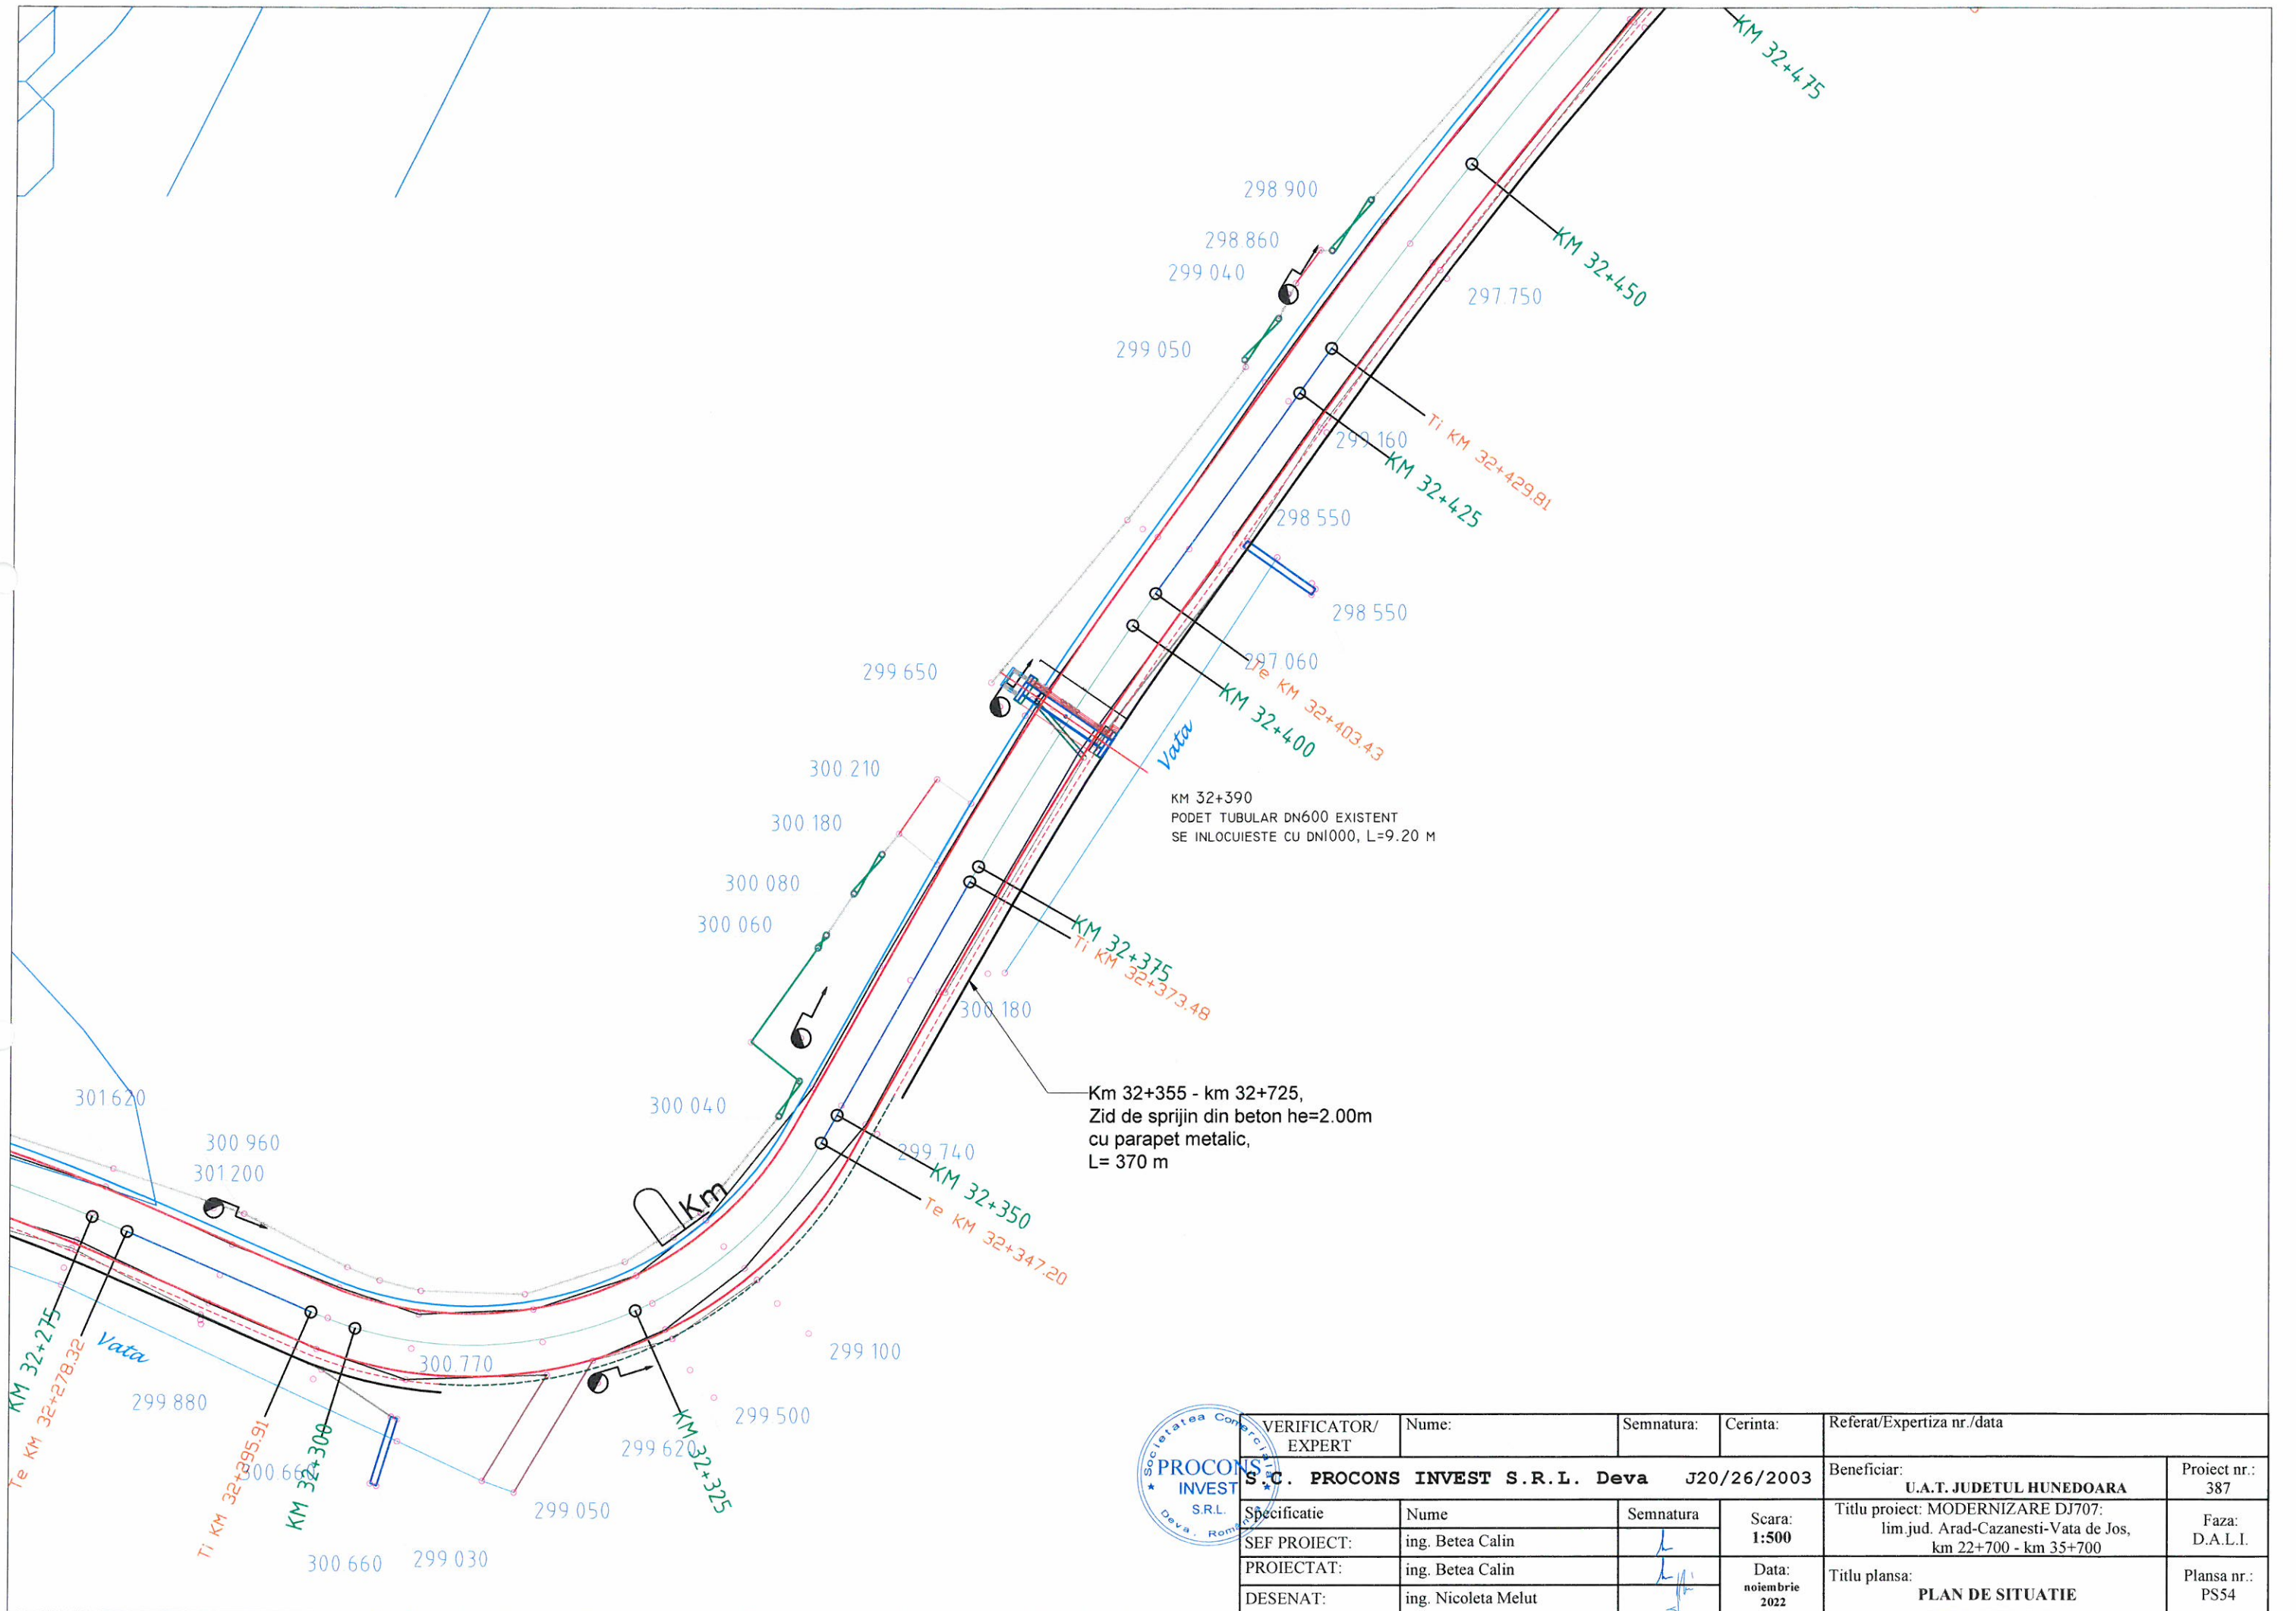 KM 32+475
298 900
298 860
299 040
KM 32+450
297.750
299 050
Ti KM 32+429.81
299 160
KM 32+425
298 550
298 550
299 650
297 060
Te KM 32+403.43
KM 32+400
Vata
300 210
KM 32+390
PODET TUBULAR DN600 EXISTENT
SE INLOCUIESTE CU DN1000, L=9.20 M
300 180
300 080
300 060
KM 32+375
Ti KM 32+373.48
300 180
Km 32+355 - km 32+725,
Zid de sprijin din beton he=2.00m
cu parapet metalic,
L= 370 m
301 620
300 040
300 960
299 740
301 200
KM 32+350
Km
Te KM 32+347.20
KM 32+275
Te KM 32+278.32
Vata
300.770
299 100
299 880
299 500
299 620
KM 32+325
Ti KM 32+295.91
KM 32+300
300.660
299 050
300 660
299 030
Societatea Comerciala
PROCONS
INVEST
S.R.L.
Deva. Romania
VERIFICATOR/
EXPERT
Nume:
Semnatura:
Cerinta:
Referat/Expertiza nr./data
S.C. PROCONS INVEST S.R.L. Deva J20/26/2003
Beneficiar:
U.A.T. JUDETUL HUNEDOARA
Proiect nr.:
387
Specificatie
Nume
Semnatura
Scara:
1:500
Titlu proiect: MODERNIZARE DJ707:
lim.jud. Arad-Cazanesti-Vata de Jos,
km 22+700 - km 35+700
Faza:
D.A.L.I.
SEF PROIECT:
ing. Betea Calin
PROIECTAT:
ing. Betea Calin
Data:
noiembrie
2022
Titlu plansa:
PLAN DE SITUATIE
Plansa nr.:
PS54
DESENAT:
ing. Nicoleta Melut